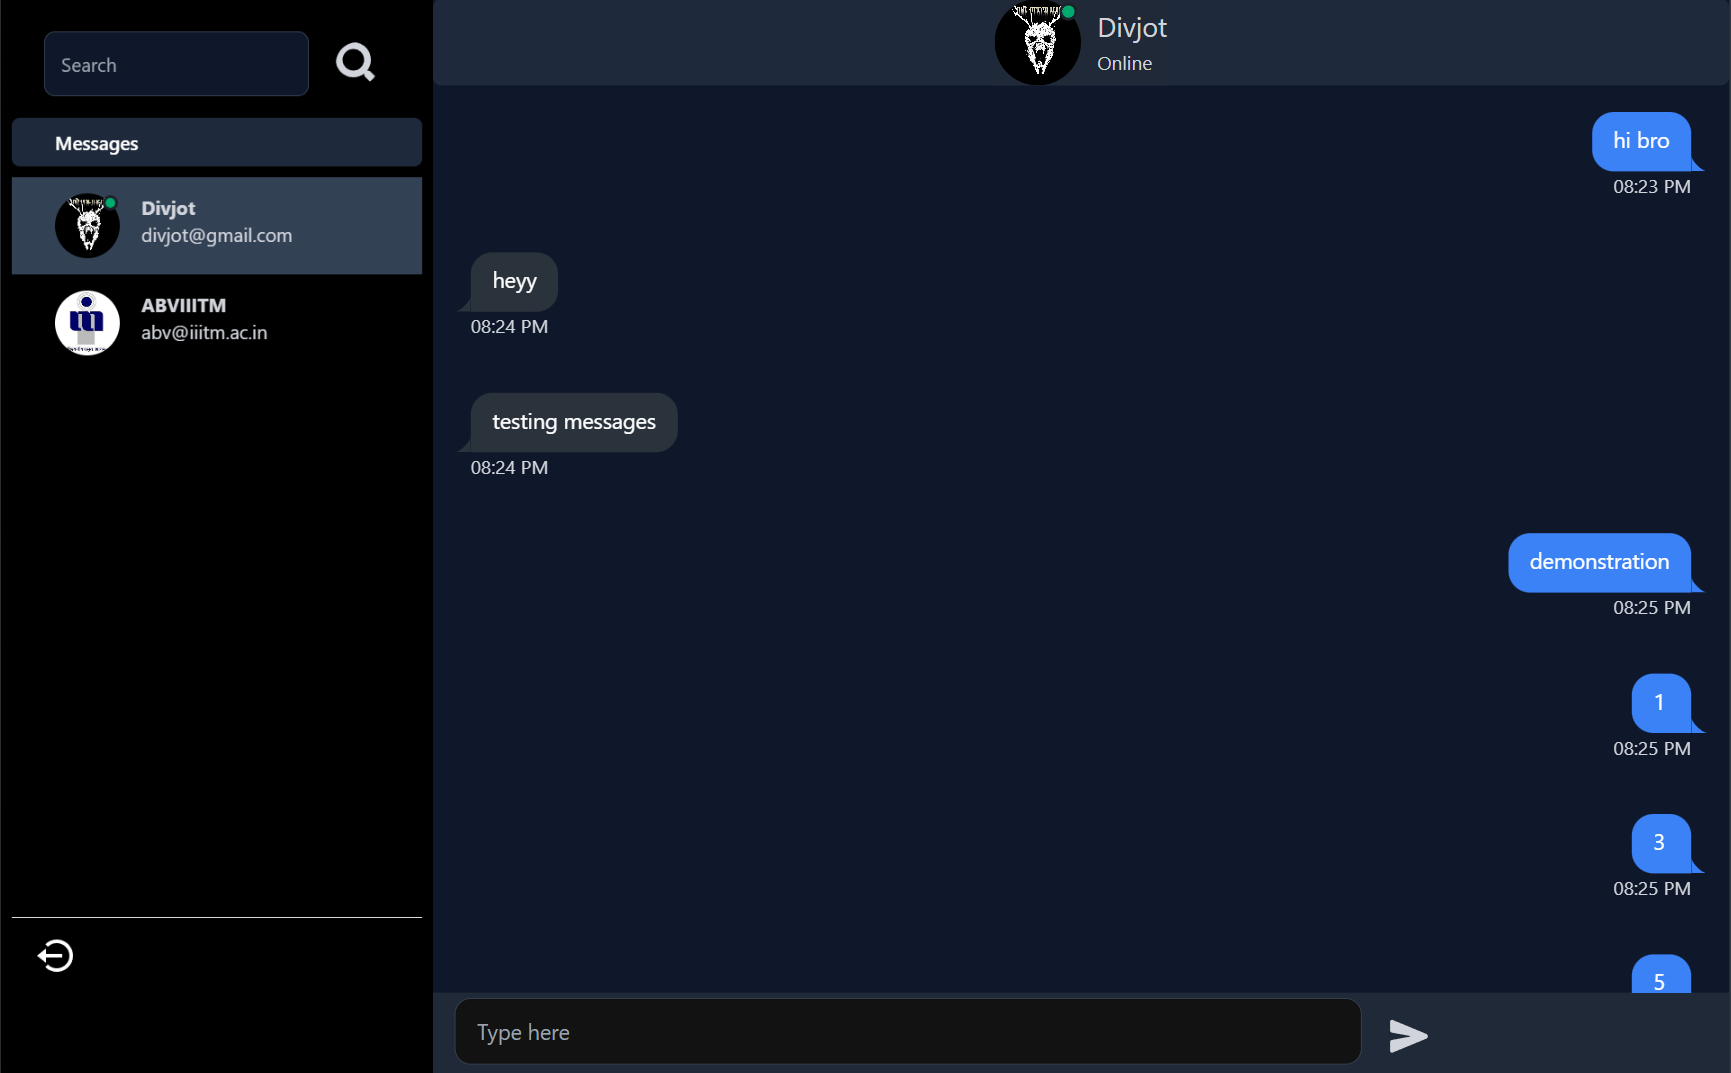 Search
Messages
Divjot
divjot@gmail.com
ABVIIITM
abv@iiitm.ac.in
Divjot
Online
hi bro
08:23 PM
heyy
08:24 PM
testing messages
08:24 PM
demonstration
08:25 PM
1
08:25 PM
3
08:25 PM
5
Type here